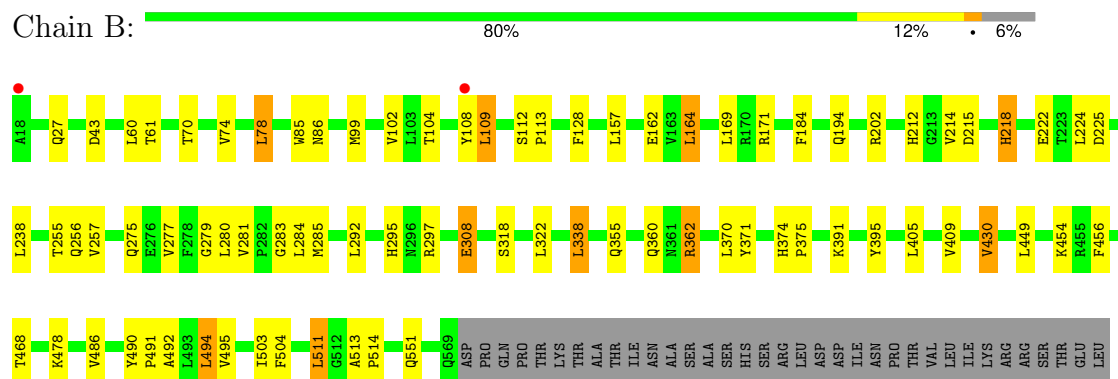 Chain B:
80% 12% • 6%
A18 Q27 D43 L60 T61 T70 V74 L78 W85 N86 M99 V102 L103 T104 Y108 L109 S112 P113 F128 L157 E162 V163 L164 L169 R170 R171 F184 Q194 R202 H212 G213 V214 D215 H218 E222 T223 L224 D225
L238 T255 Q256 V257 Q275 E276 V277 F278 G279 L280 V281 P282 G283 L284 M285 L292 H295 N296 R297 E308 S318 L322 L338 Q355 Q360 N361 R362 L370 Y371 H374 P375 K391 Y395 L405 V409 V430 L449 K454 R455 F456
T468 K478 V486 Y490 P491 A492 L493 L494 V495 I503 F504 L511 G512 A513 P514 Q551 Q569 ASP PRO GLN PRO THR LYS THR ALA THR ILE ASN ALA SER ALA SER HIS SER ARG LEU ASP ASP ILE ASN PRO THR VAL LEU ILE LYS ARG ARG SER THR GLU LEU